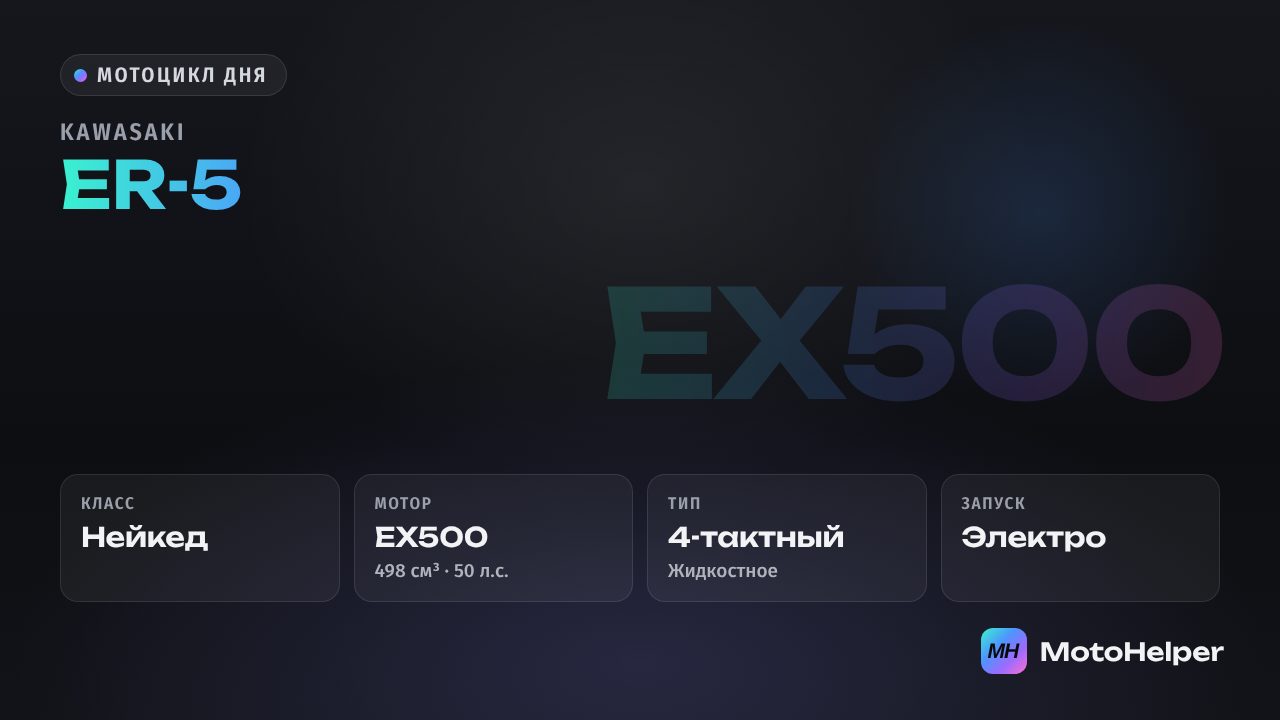 МОТОЦИКЛ ДНЯ
KAWASAKI
ER-5
EX500
КЛАСС
Нейкед
МОТОР
EX500
498 см³ · 50 л.с.
ТИП
4-тактный
Жидкостное
ЗАПУСК
Электро
MH MotoHelper